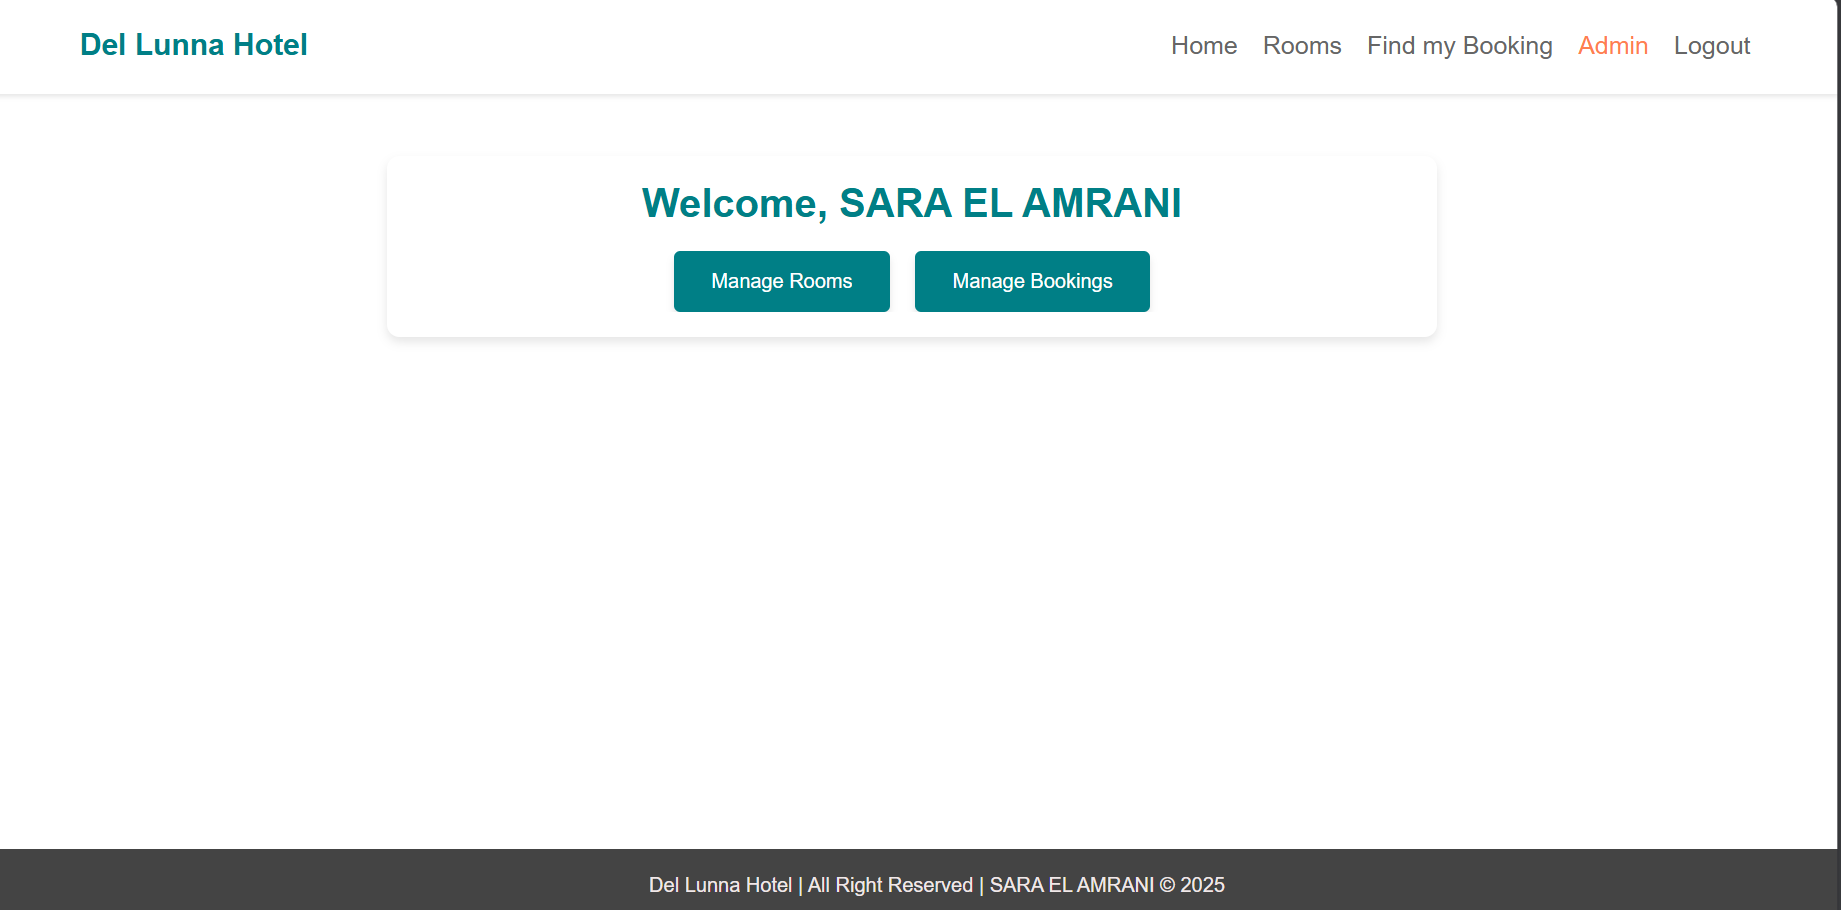 Del Lunna Hotel
Home Rooms Find my Booking Admin Logout
Welcome, SARA EL AMRANI
Manage Rooms
Manage Bookings
Del Lunna Hotel | All Right Reserved | SARA EL AMRANI © 2025